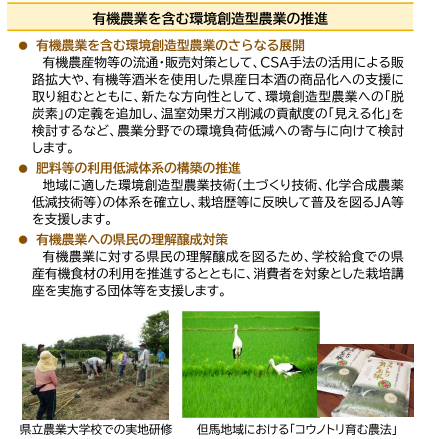 有機農業を含む環境創造型農業の推進
● 有機農業を含む環境創造型農業のさらなる展開
有機農産物等の流通・販売対策として、CSA手法の活用による販
路拡大や、有機等酒米を使用した県産日本酒の商品化への支援に
取り組むとともに、新たな方向性として、環境創造型農業への「脱
炭素」の定義を追加し、温室効果ガス削減の貢献度の「見える化」を
検討するなど、農業分野での環境負荷低減への寄与に向けて検討
します。
● 肥料等の利用低減体系の構築の推進
地域に適した環境創造型農業技術(土づくり技術、化学合成農薬
低減技術等)の体系を確立し、栽培歴等に反映して普及を図るJA等
を支援します。
● 有機農業への県民の理解醸成対策
有機農業に対する県民の理解醸成を図るため、学校給食での県
産有機食材の利用を推進するとともに、消費者を対象とした栽培講
座を実施する団体等を支援します。
県立農業大学校での実地研修
但馬地域における「コウノトリ育む農法」